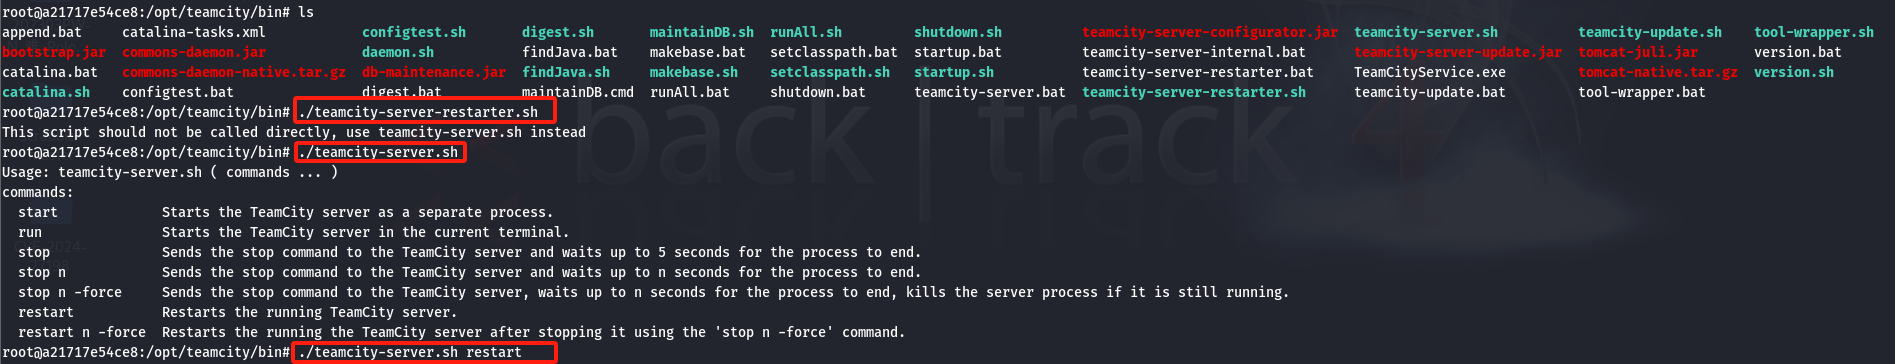 root@a21717e54ce8:/opt/teamcity/bin# ls
append.bat catalina-tasks.xml configtest.sh digest.sh maintainDB.sh runAll.sh shutdown.sh teamcity-server-configurator.jar teamcity-server.sh teamcity-update.sh tool-wrapper.sh
bootstrap.jar commons-daemon.jar daemon.sh findJava.bat makebase.bat setclasspath.bat startup.bat teamcity-server-internal.bat teamcity-server-update.jar tomcat-juli.jar version.bat
catalina.bat commons-daemon-native.tar.gz db-maintenance.jar findJava.sh makebase.sh setclasspath.sh startup.sh teamcity-server-restarter.bat TeamCityService.exe tomcat-native.tar.gz version.sh
catalina.sh configtest.bat digest.bat maintainDB.cmd runAll.bat shutdown.bat teamcity-server.bat teamcity-server-restarter.sh teamcity-update.bat tool-wrapper.bat
root@a21717e54ce8:/opt/teamcity/bin# ./teamcity-server-restarter.sh
This script should not be called directly, use teamcity-server.sh instead
root@a21717e54ce8:/opt/teamcity/bin# ./teamcity-server.sh
Usage: teamcity-server.sh ( commands ... )
commands:
start Starts the TeamCity server as a separate process.
run Starts the TeamCity server in the current terminal.
stop Sends the stop command to the TeamCity server and waits up to 5 seconds for the process to end.
stop n Sends the stop command to the TeamCity server and waits up to n seconds for the process to end.
stop n -force Sends the stop command to the TeamCity server, waits up to n seconds for the process to end, kills the server process if it is still running.
restart Restarts the running TeamCity server.
restart n -force Restarts the running the TeamCity server after stopping it using the 'stop n -force' command.
root@a21717e54ce8:/opt/teamcity/bin# ./teamcity-server.sh restart
back | track 4